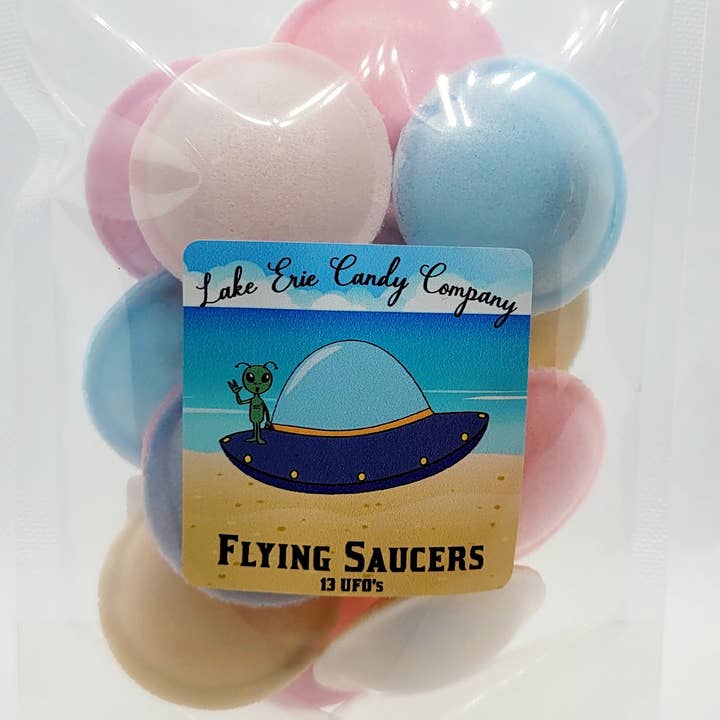 Lake Erie Candy Company
FLYING SAUCERS
13 UFO's